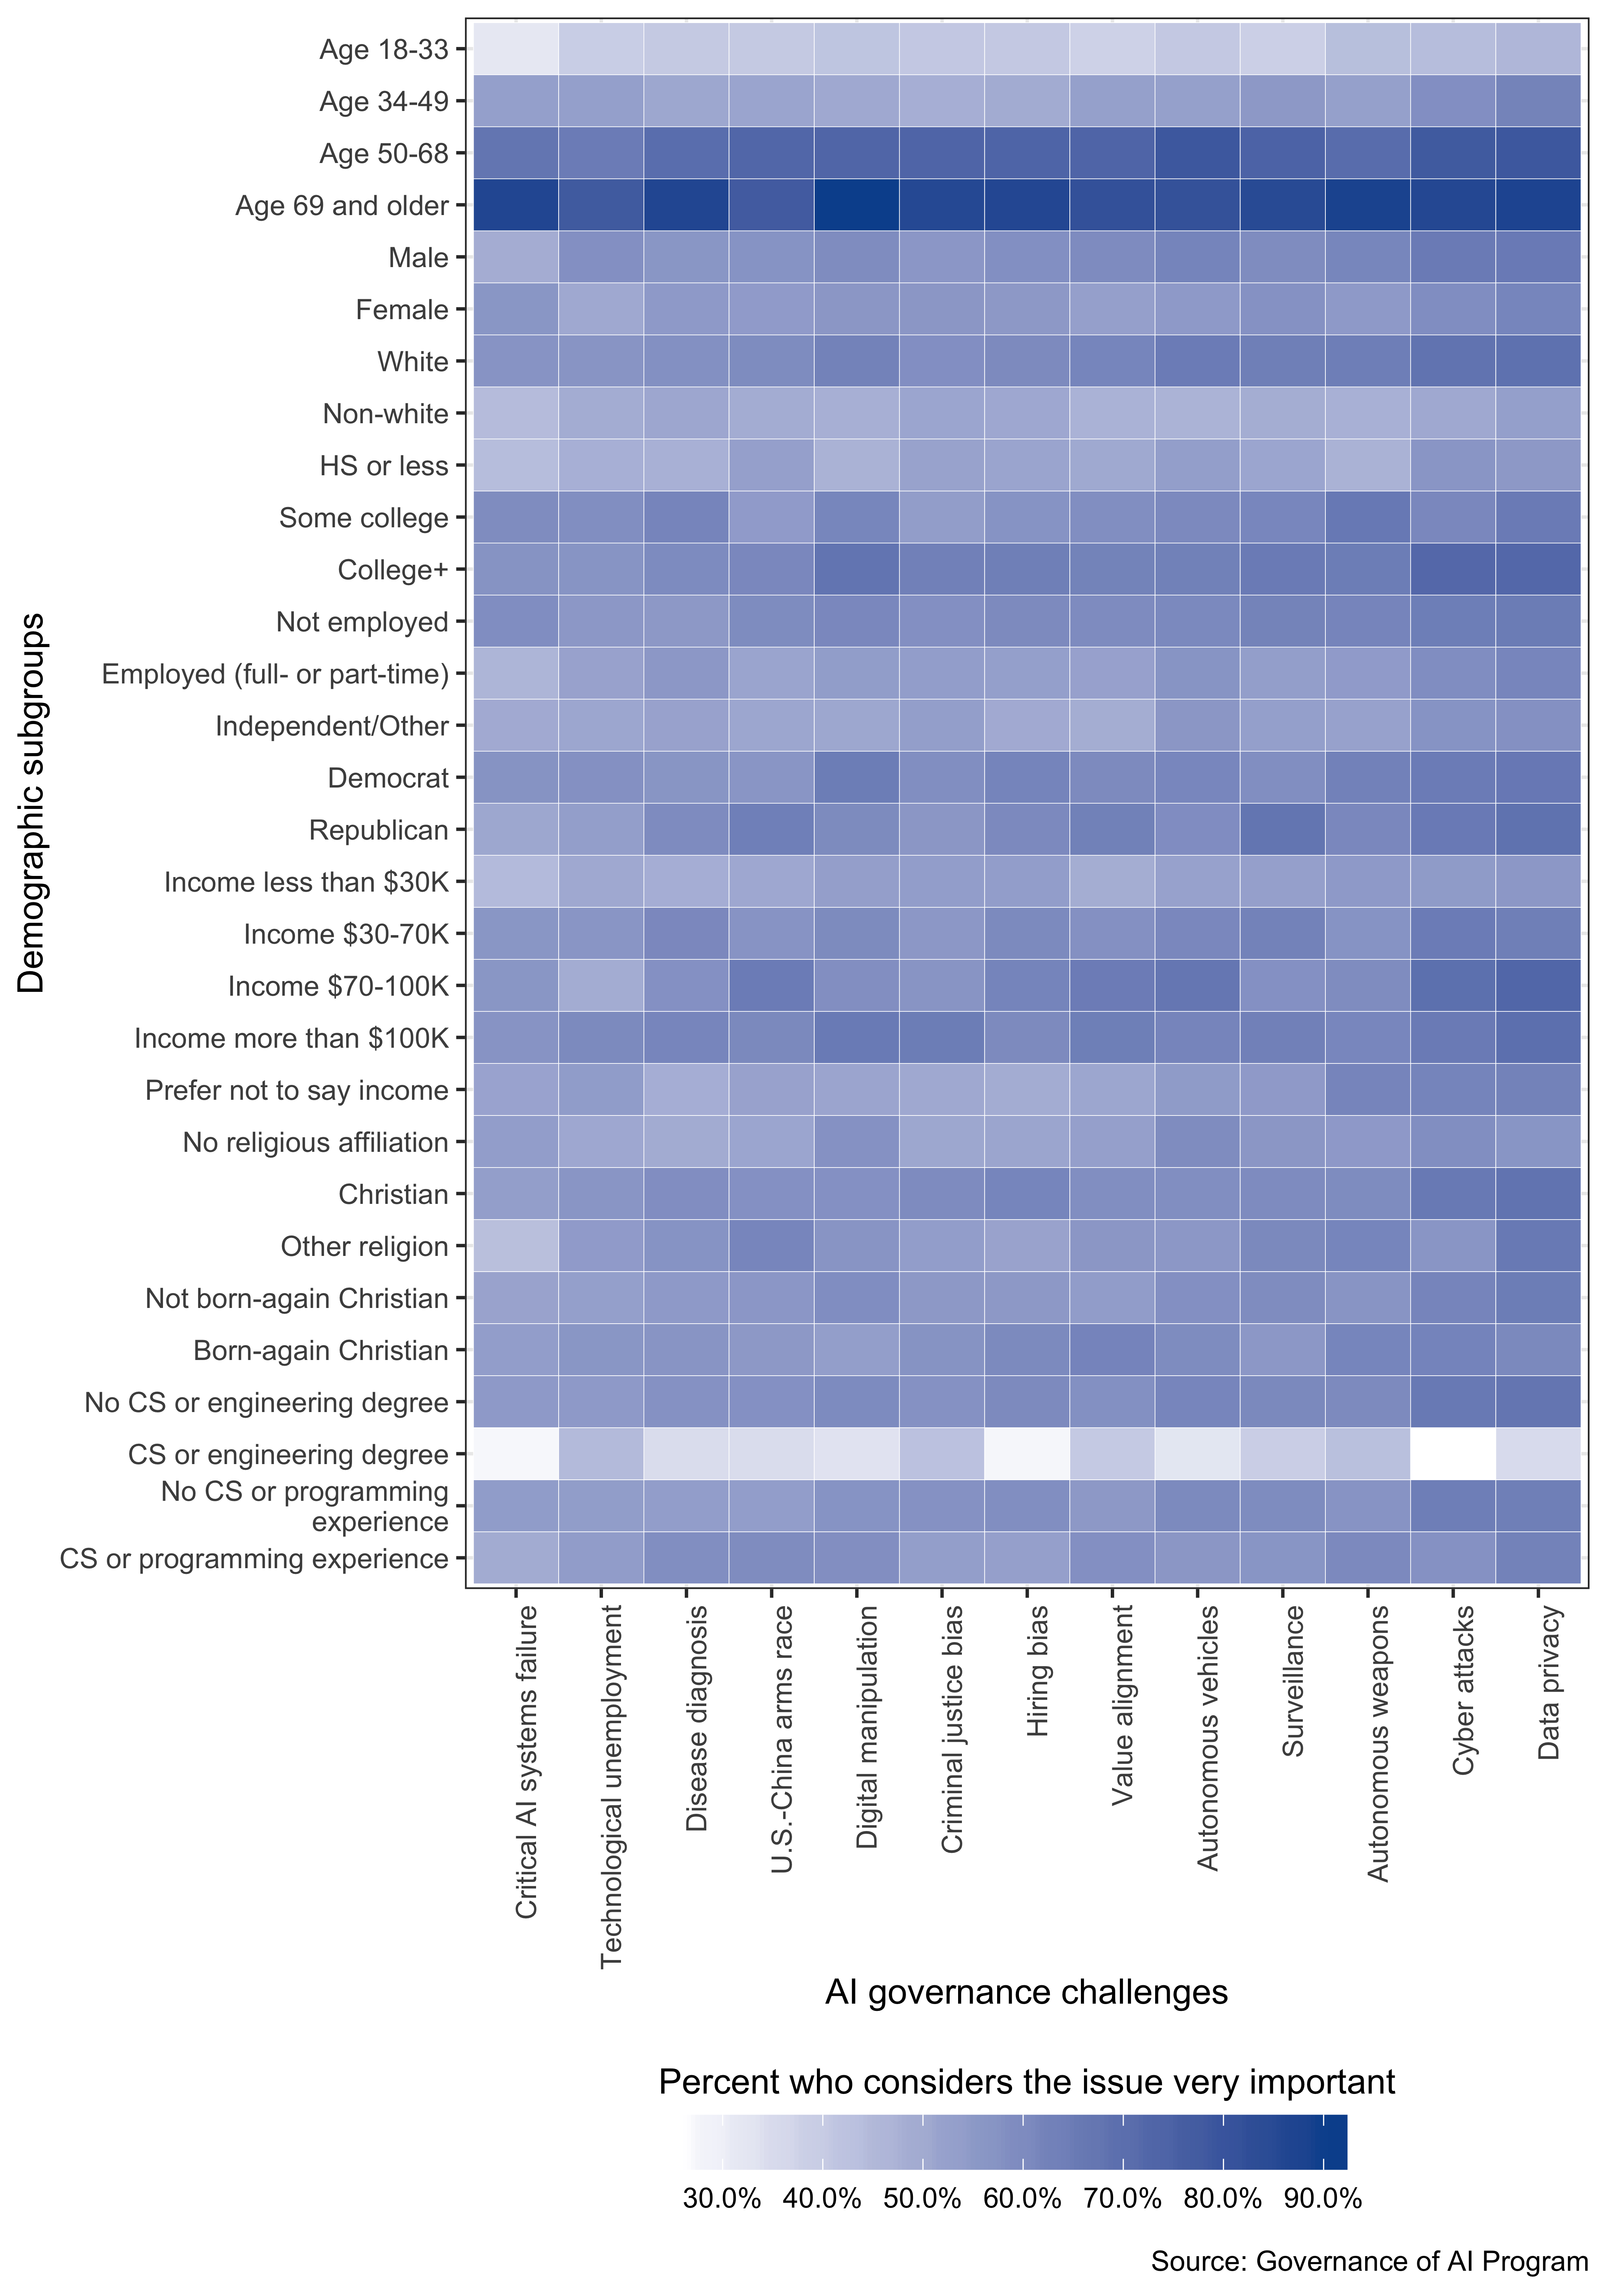 Demographic subgroups
Age 18-33
Age 34-49
Age 50-68
Age 69 and older
Male
Female
White
Non-white
HS or less
Some college
College+
Not employed
Employed (full- or part-time)
Independent/Other
Democrat
Republican
Income less than $30K
Income $30-70K
Income $70-100K
Income more than $100K
Prefer not to say income
No religious affiliation
Christian
Other religion
Not born-again Christian
Born-again Christian
No CS or engineering degree
CS or engineering degree
No CS or programming
experience
CS or programming experience
Critical AI systems failure
Technological unemployment
Disease diagnosis
U.S.-China arms race
Digital manipulation
Criminal justice bias
Hiring bias
Value alignment
Autonomous vehicles
Surveillance
Autonomous weapons
Cyber attacks
Data privacy
AI governance challenges
Percent who considers the issue very important
30.0% 40.0% 50.0% 60.0% 70.0% 80.0% 90.0%
Source: Governance of AI Program